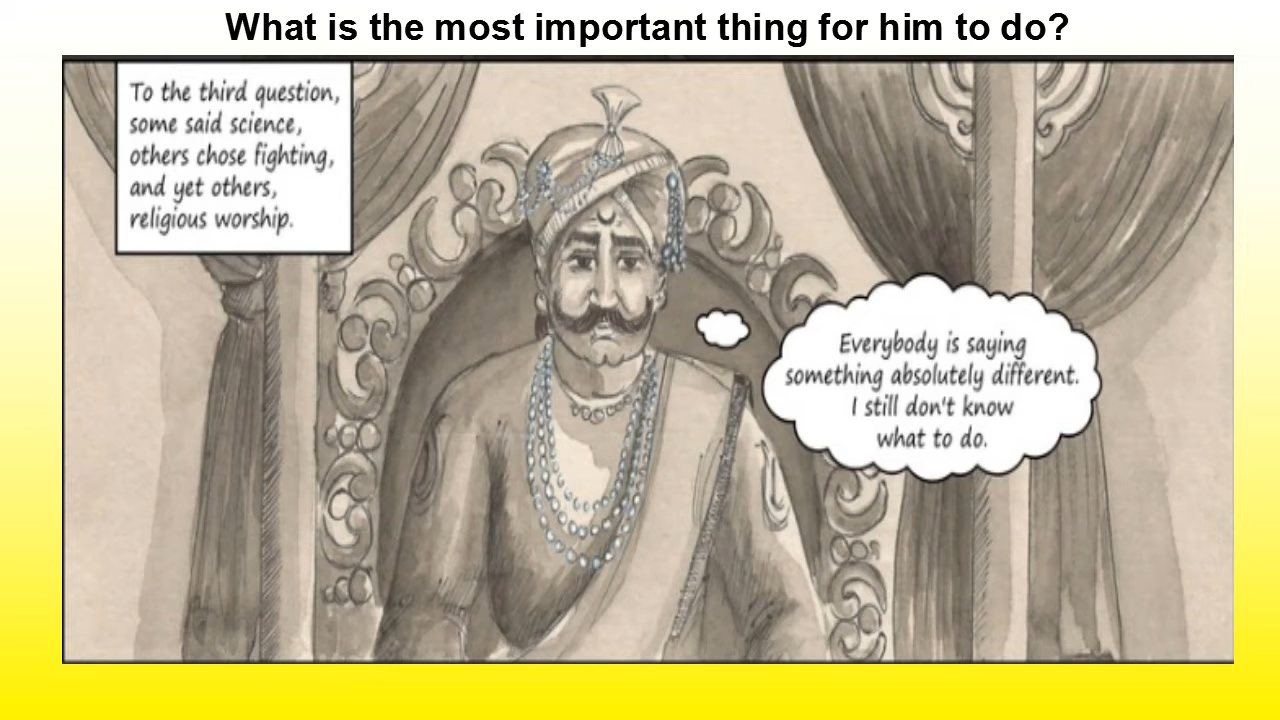 What is the most important thing for him to do?
To the third question,
some said science,
others chose fighting,
and yet others,
religious worship.
Everybody is saying
something absolutely different.
I still don't know
what to do.